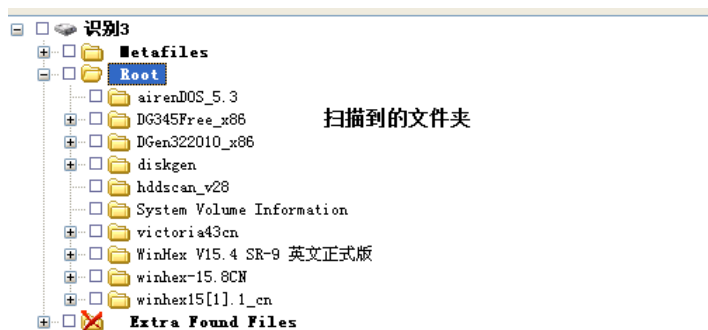 识别3
Metafiles
Root
airenDOS_5.3
DG345Free_x86 扫描到的文件夹
DGen322010_x86
diskgen
hddscan_v28
System Volume Information
victoria43cn
WinHex V15.4 SR-9 英文正式版
winhex-15.8CN
winhex15[1].1_cn
Extra Found Files